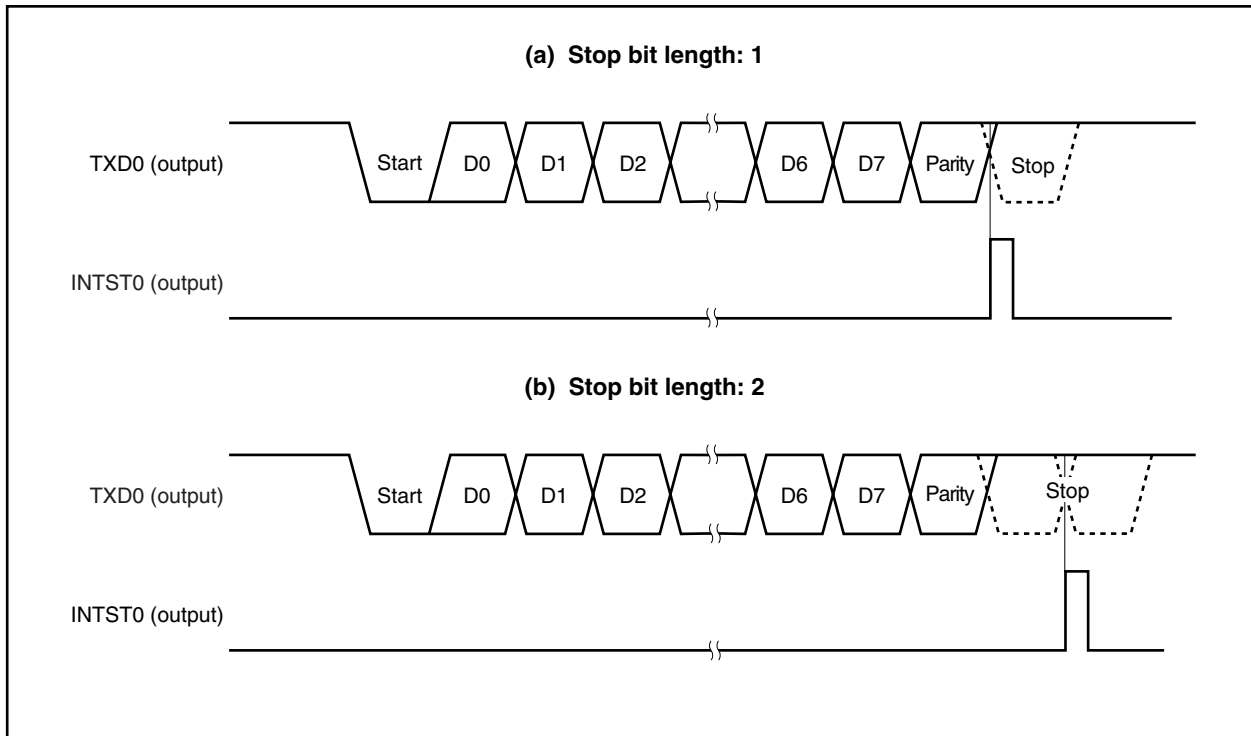 (a) Stop bit length: 1
TXD0 (output) Start D0 D1 D2 D6 D7 Parity Stop
INTST0 (output)
(b) Stop bit length: 2
TXD0 (output) Start D0 D1 D2 D6 D7 Parity Stop
INTST0 (output)